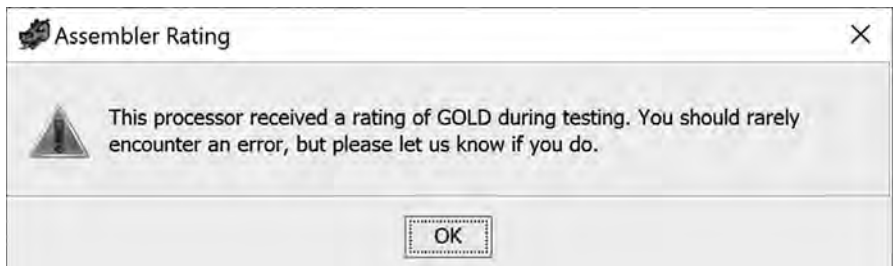 Assembler Rating
This processor received a rating of GOLD during testing. You should rarely
encounter an error, but please let us know if you do.
OK